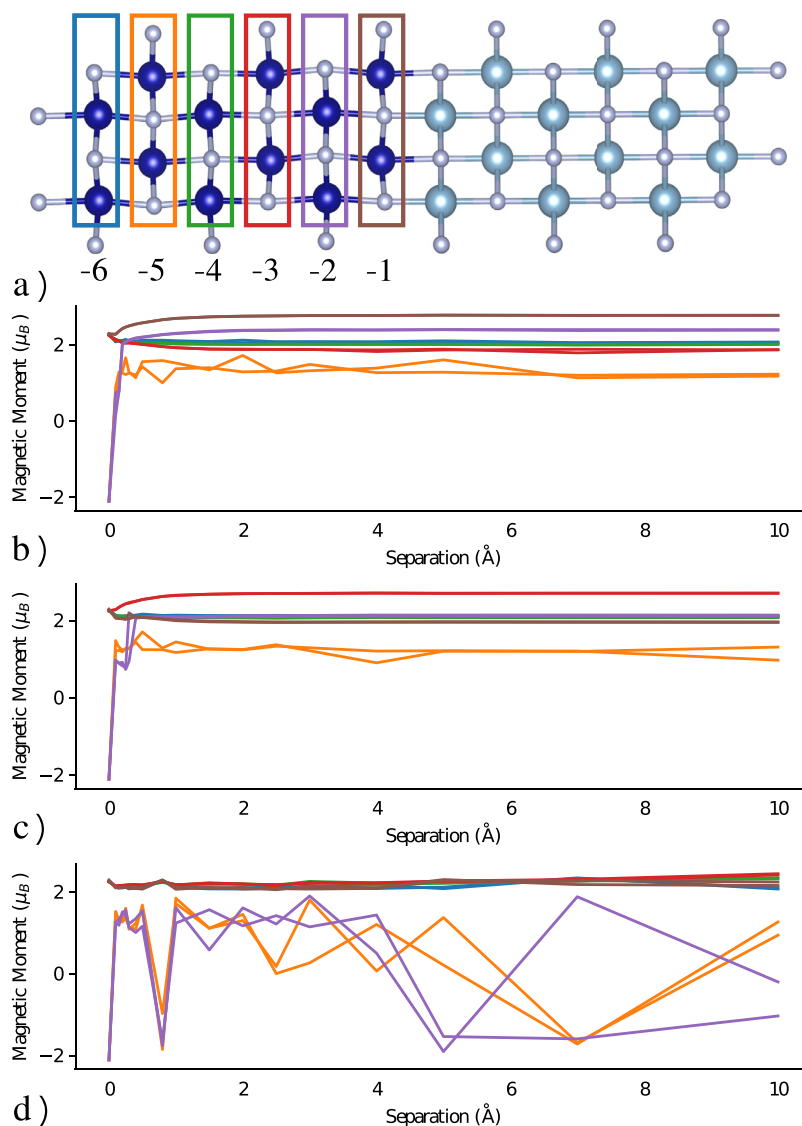 -6 -5 -4 -3 -2 -1
a)
Magnetic Moment (μB)
2
0
−2
0 2 4 6 8 10
Separation (Å)
b)
Magnetic Moment (μB)
2
0
−2
0 2 4 6 8 10
Separation (Å)
c)
Magnetic Moment (μB)
2
0
−2
0 2 4 6 8 10
Separation (Å)
d)